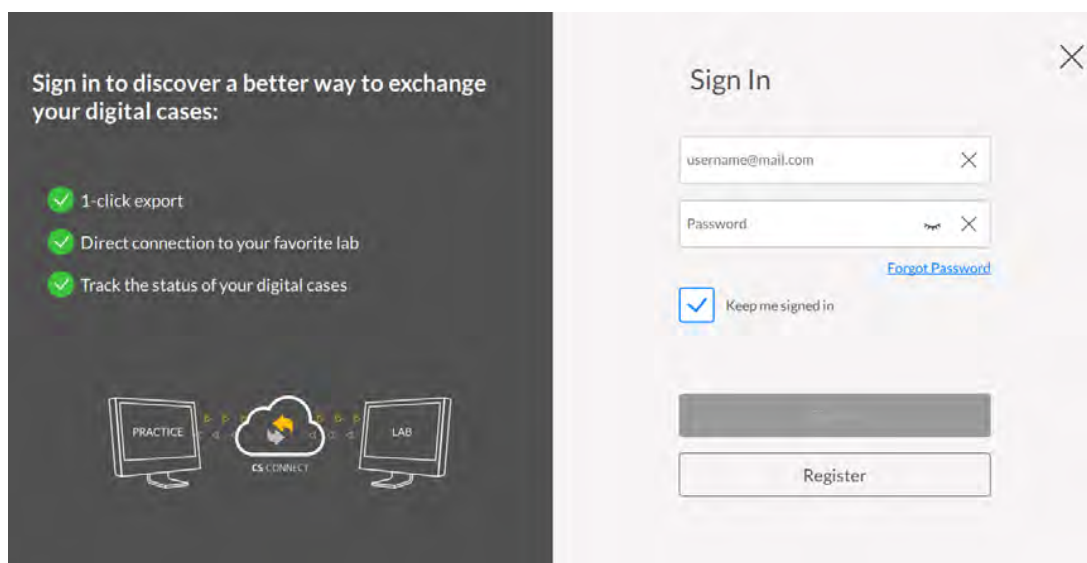 Sign in to discover a better way to exchange
your digital cases:
1-click export
Direct connection to your favorite lab
Track the status of your digital cases
PRACTICE
CS CONNECT
LAB
Sign In
username@mail.com
Password
Forgot Password
Keep me signed in
Register